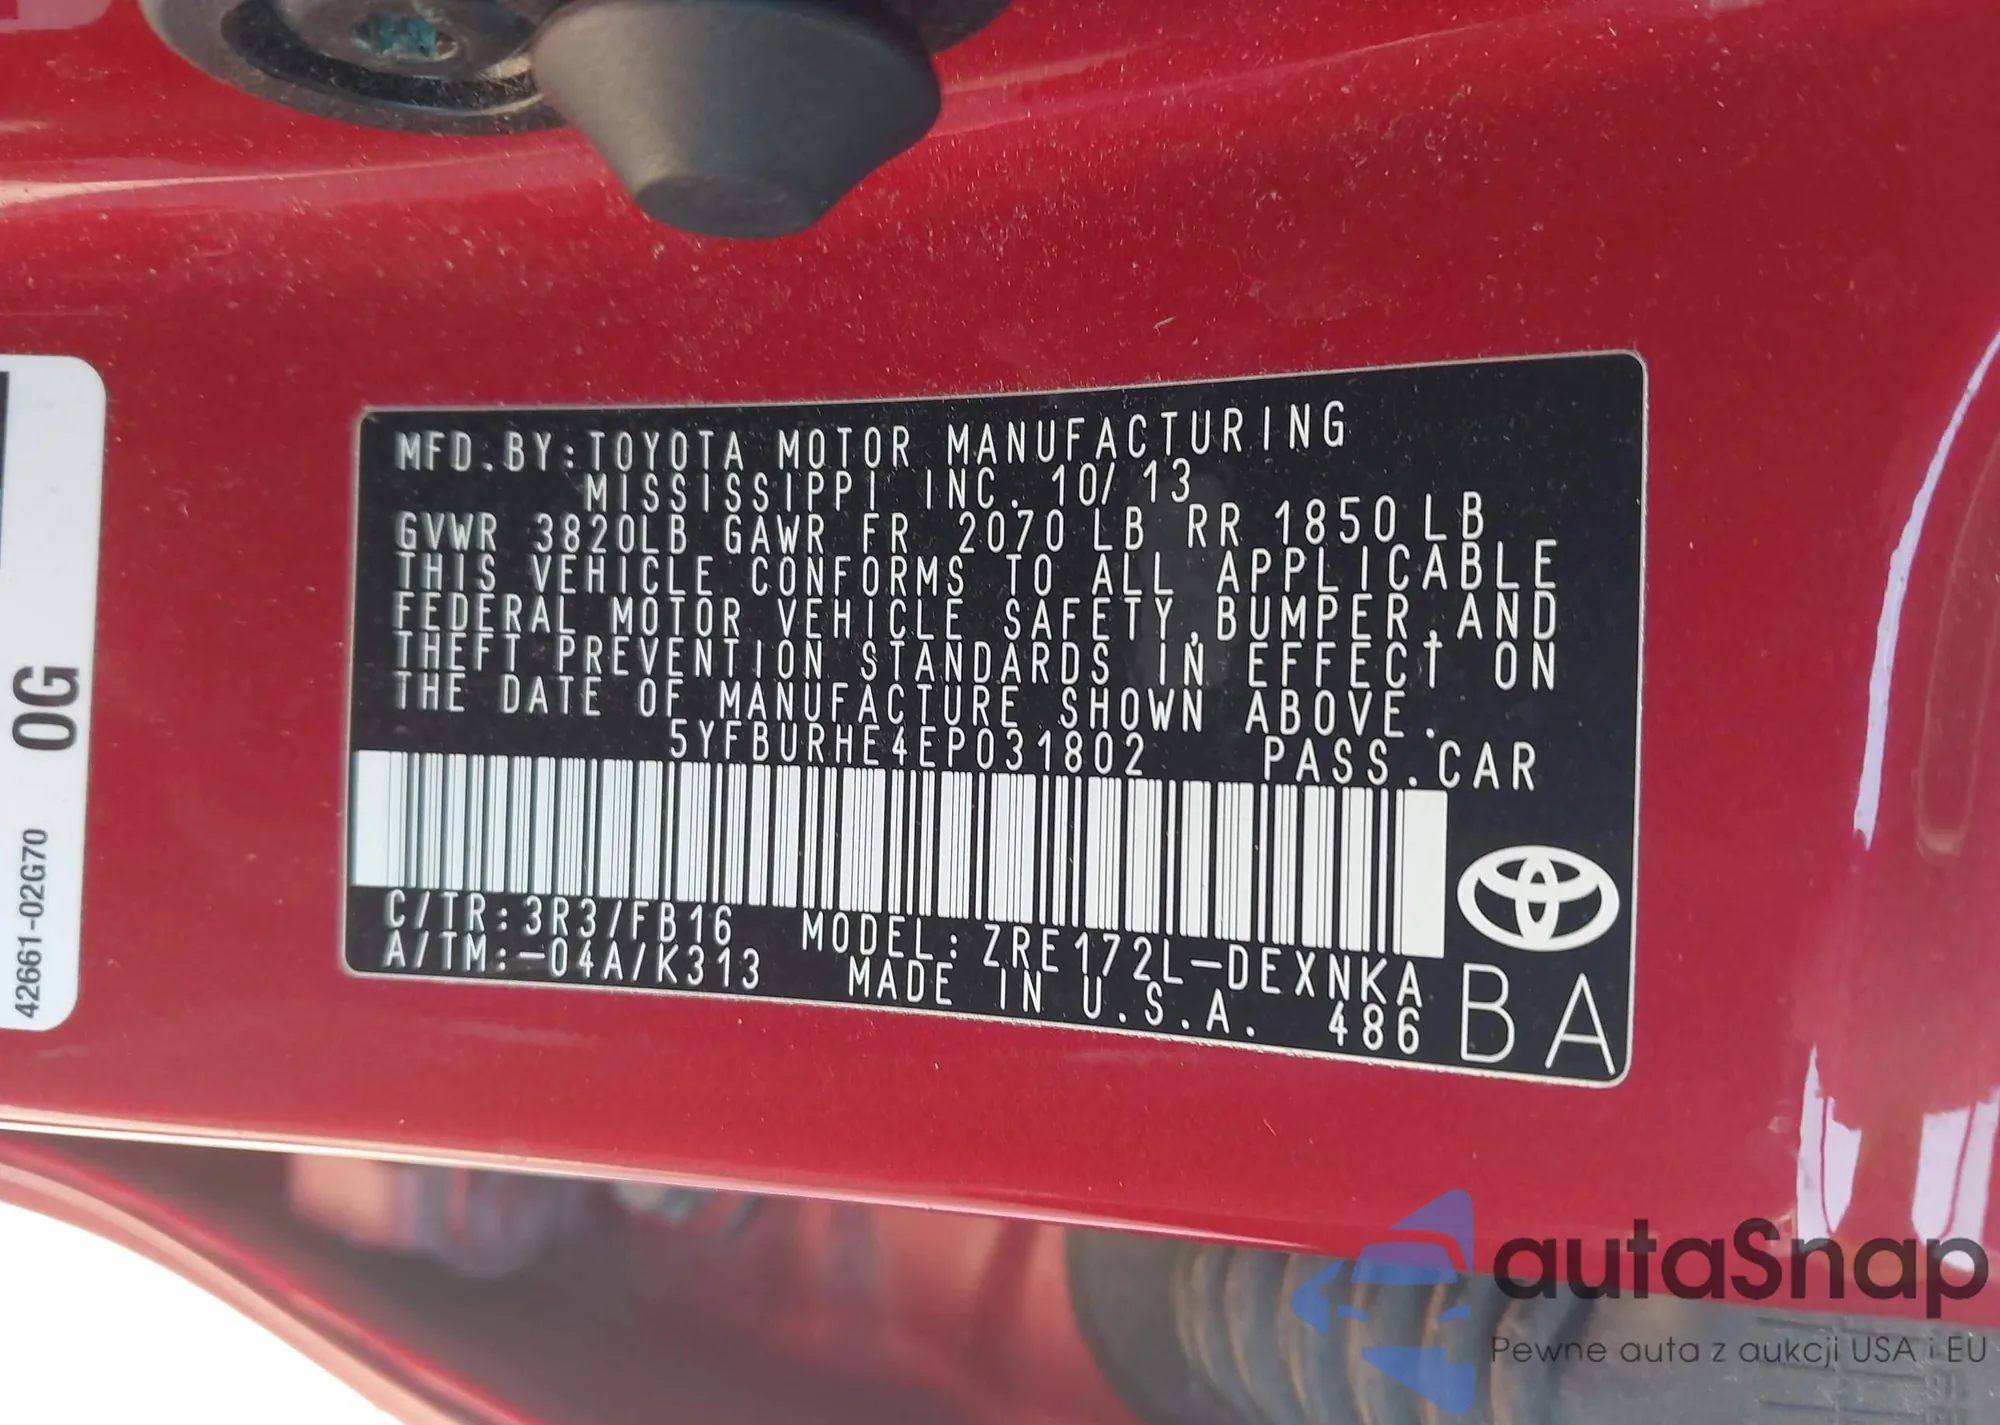 MFD.BY:TOYOTA MOTOR MANUFACTURING
MISSISSIPPI INC. 10/13
GVWR 3820LB GAWR FR 2070LB RR 1850LB
THIS VEHICLE CONFORMS TO ALL APPLICABLE
FEDERAL MOTOR VEHICLE SAFETY,BUMPER,AND
THEFT PREVENTION STANDARDS IN EFFECT ON
THE DATE OF MANUFACTURE SHOWN ABOVE.
5YFBURHE4EP031802 PASS.CAR
C/TR:3R3/FB16 MODEL:ZRE172L-DEXNKA
A/TM:-04A/K313 MADE IN U.S.A. 486
BA
0G
42661-02G70
autaSnap
Pewne auta z aukcji USA i EU